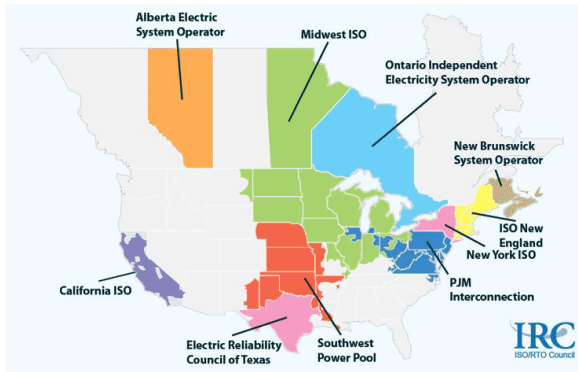 Alberta Electric
System Operator
Midwest ISO
Ontario Independent
Electricity System Operator
New Brunswick
System Operator
ISO New
England
New York ISO
PJM
Interconnection
California ISO
Electric Reliability
Council of Texas
Southwest
Power Pool
IRC
ISO/RTO Council